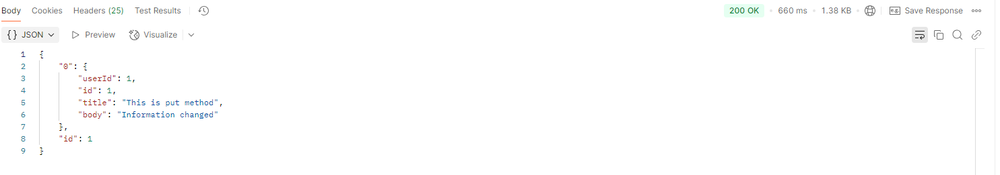 Body Cookies Headers (25) Test Results 200 OK • 660 ms • 1.38 KB • e.g. Save Response
{} JSON Preview Visualize
1 {
2 "0": {
3 "userId": 1,
4 "id": 1,
5 "title": "This is put method",
6 "body": "Information changed"
7 },
8 "id": 1
9 }